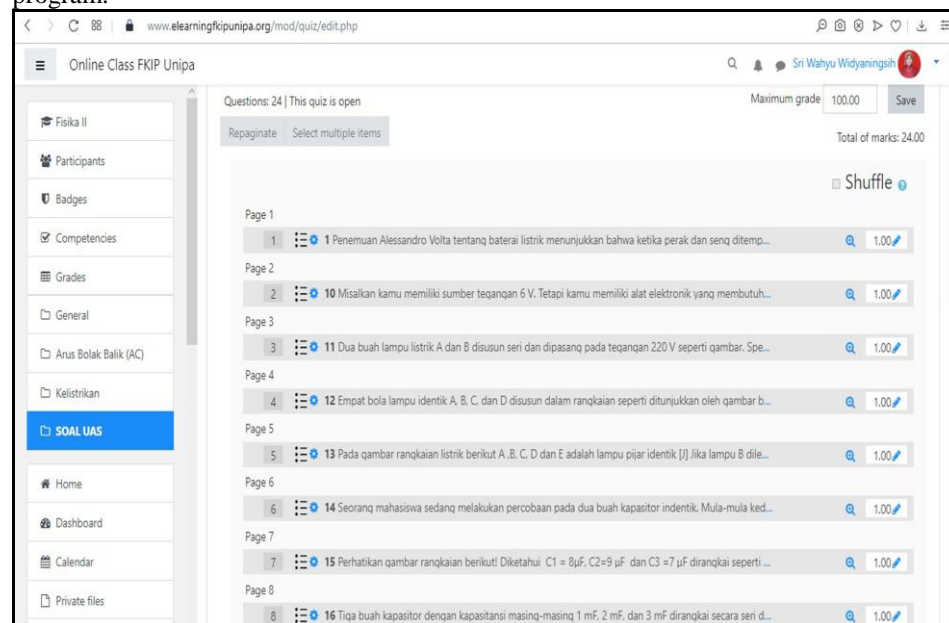 program.
www.elearningfkipunipa.org/mod/quiz/edit.php
Online Class FKIP Unipa
Sri Wahyu Widyaningsih
Fisika II
Participants
Badges
Competencies
Grades
General
Arus Bolak Balik (AC)
Kelistrikan
SOAL UAS
Home
Dashboard
Calendar
Private files
Questions: 24 | This quiz is open
Maximum grade 100.00 Save
Repaginate Select multiple items
Total of marks: 24.00
Shuffle
Page 1
1 1 Penemuan Alessandro Volta tentang baterai listrik menunjukkan bahwa ketika perak dan seng ditemp... 1.00
Page 2
2 10 Misalkan kamu memiliki sumber tegangan 6 V. Tetapi kamu memiliki alat elektronik yang membutuh... 1.00
Page 3
3 11 Dua buah lampu listrik A dan B disusun seri dan dipasang pada tegangan 220 V seperti gambar. Spe... 1.00
Page 4
4 12 Empat bola lampu identik A, B, C, dan D disusun dalam rangkaian seperti ditunjukkan oleh gambar b... 1.00
Page 5
5 13 Pada gambar rangkaian listrik berikut A ,B, C, D dan E adalah lampu pijar identik [J] Jika lampu B dile... 1.00
Page 6
6 14 Seorang mahasiswa sedang melakukan percobaan pada dua buah kapasitor indentik. Mula-mula ked... 1.00
Page 7
7 15 Perhatikan gambar rangkaian berikut! Diketahui C1 = 8µF, C2=9 µF dan C3 =7 µF dirangkai seperti ... 1.00
Page 8
8 16 Tiga buah kapasitor dengan kapasitansi masing-masing 1 mF, 2 mF, dan 3 mF dirangkai secara seri d... 1.00